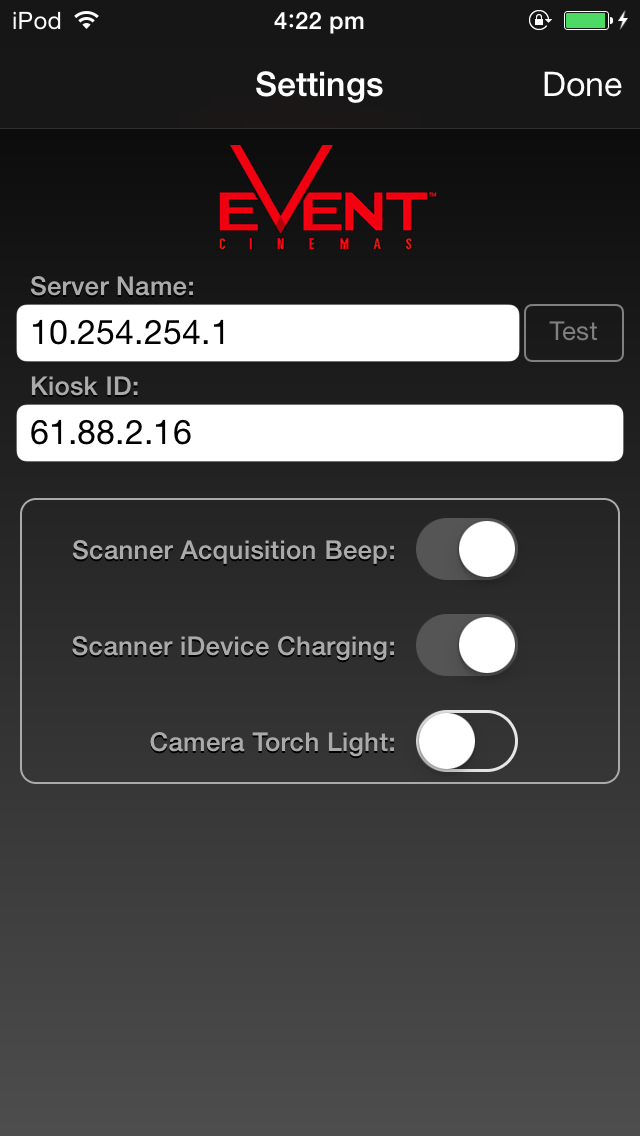 iPod 4:22 pm
Settings Done
EVENT™
CINEMAS
Server Name:
10.254.254.1 Test
Kiosk ID:
61.88.2.16
Scanner Acquisition Beep:
Scanner iDevice Charging:
Camera Torch Light: